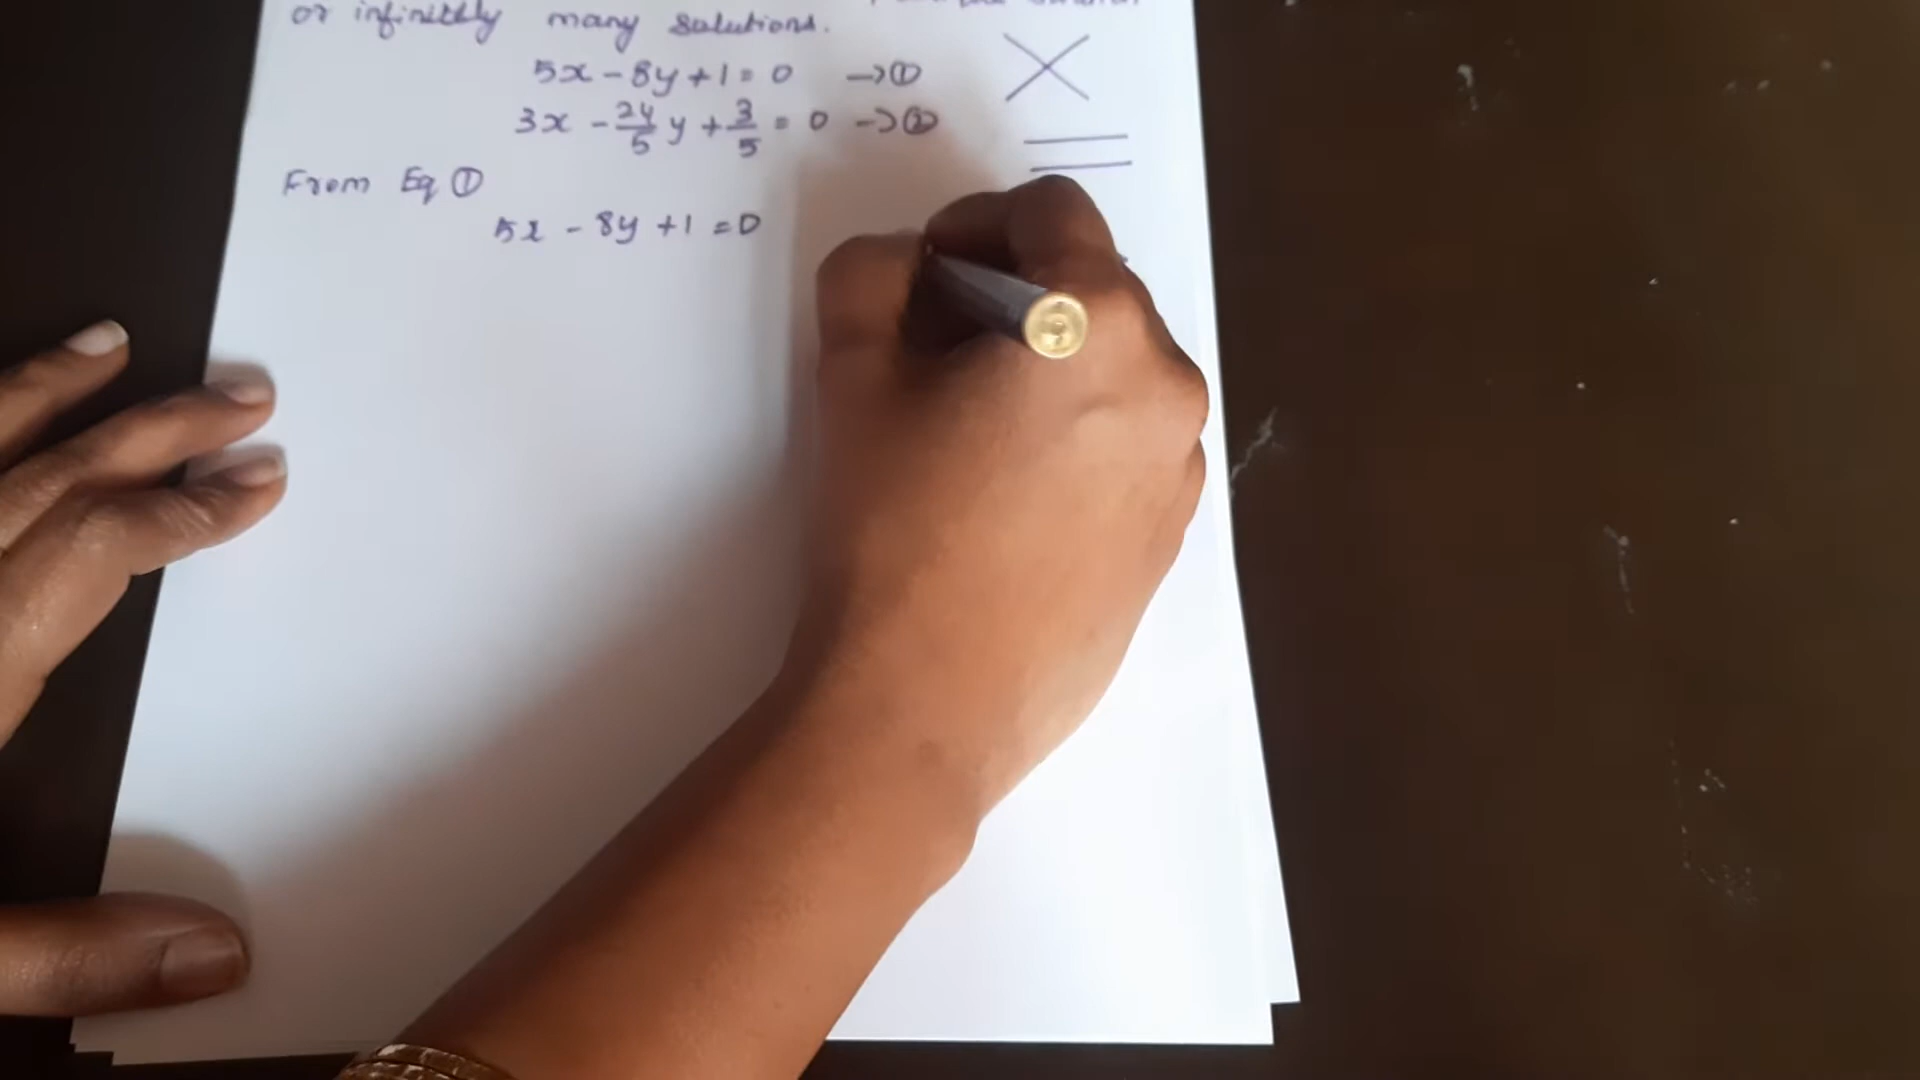 or infinitely many solutions.
5x - 8y + 1 = 0 → ①
3x - 24/5 y + 3/5 = 0 → ②
From Eq ①
5x - 8y + 1 = 0